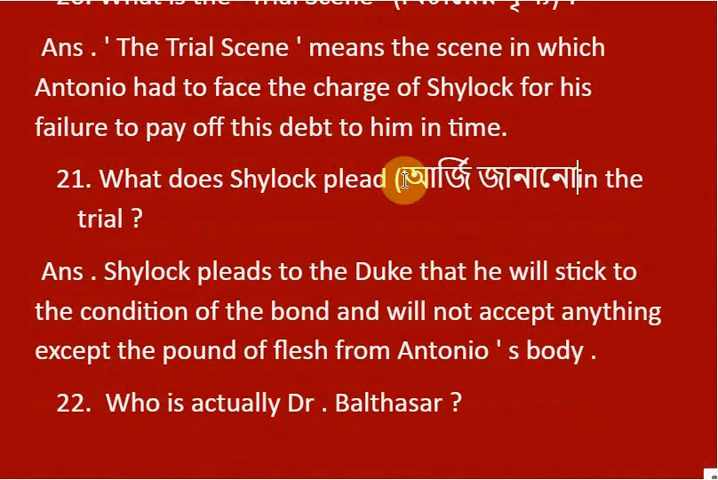 Ans . ' The Trial Scene ' means the scene in which
Antonio had to face the charge of Shylock for his
failure to pay off this debt to him in time.
21. What does Shylock plead (আর্জি জানানোin the
trial ?
Ans . Shylock pleads to the Duke that he will stick to
the condition of the bond and will not accept anything
except the pound of flesh from Antonio ' s body .
22. Who is actually Dr . Balthasar ?